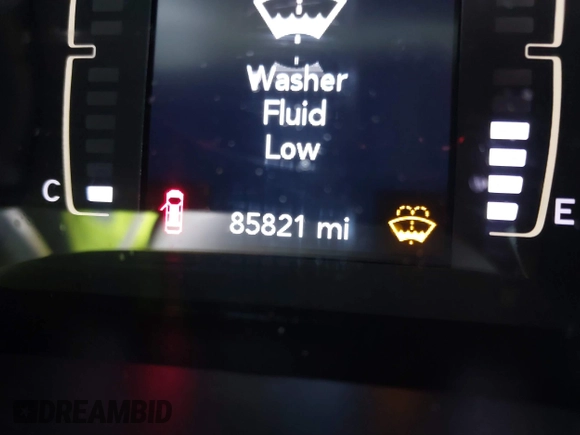 Washer
Fluid
Low
C
85821 mi
E
DREAMBID